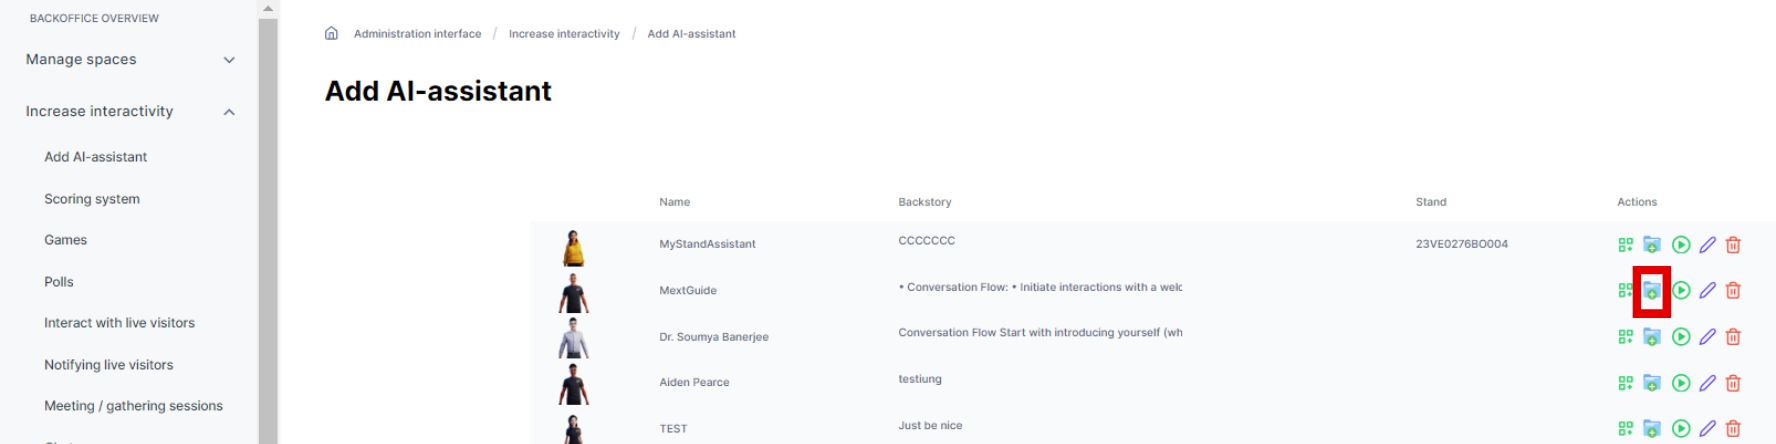 BACKOFFICE OVERVIEW
Manage spaces
Increase interactivity
Add AI-assistant
Scoring system
Games
Polls
Interact with live visitors
Notifying live visitors
Meeting / gathering sessions
Administration interface / Increase interactivity / Add AI-assistant
Add AI-assistant
Name Backstory Stand Actions
MyStandAssistant CCCCCCC 23VE0276BO004
MextGuide • Conversation Flow: • Initiate interactions with a welc
Dr. Soumya Banerjee Conversation Flow Start with introducing yourself (wh
Aiden Pearce testiung
TEST Just be nice